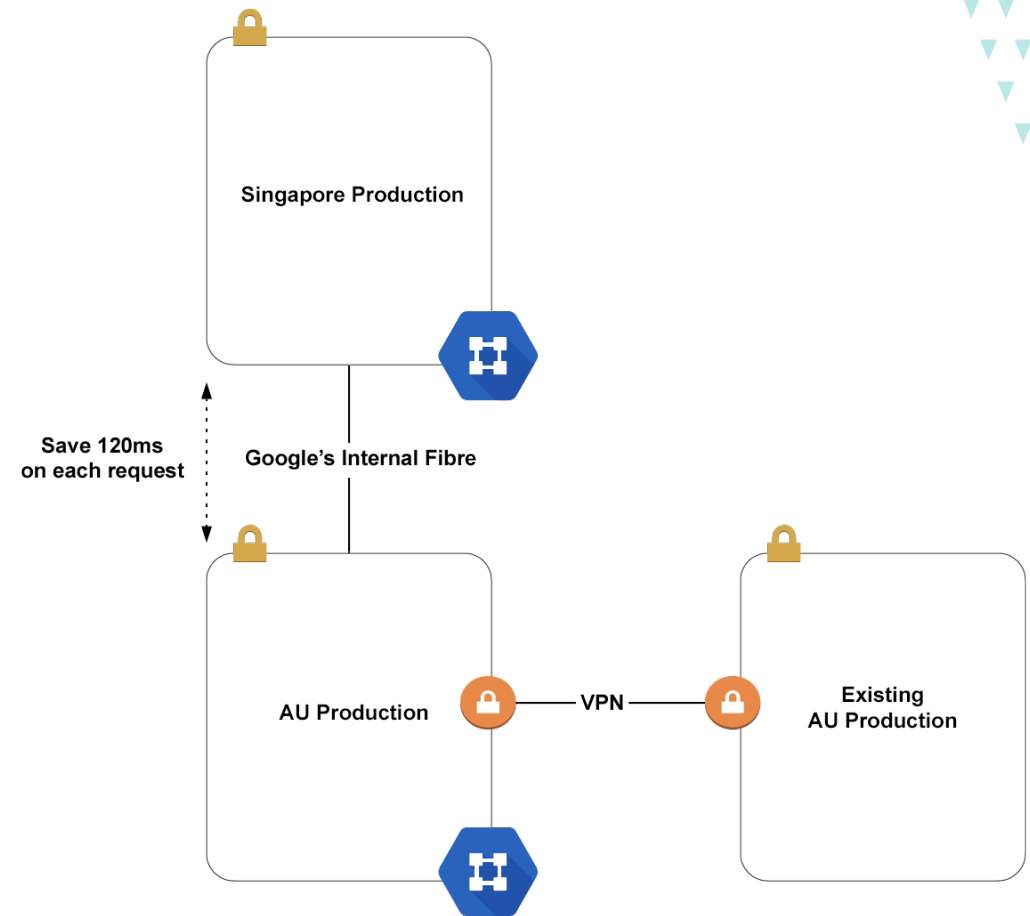 Singapore Production
Save 120ms
on each request
Google's Internal Fibre
AU Production
VPN
Existing
AU Production